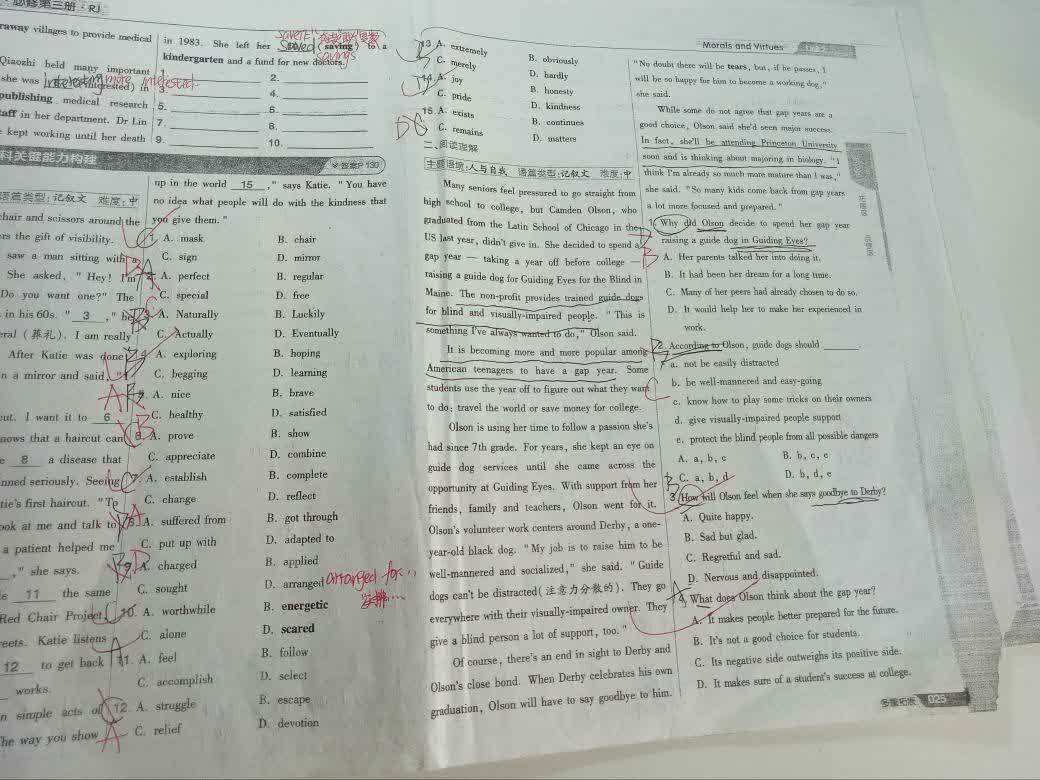 必修第三册·RJ
raway villages to provide medical
Qiaozhi held many important
she was interesting more interested (interested) in
publishing medical research
aff in her department. Dr Lin
kept working until her death
in 1983. She left her saved (saving) to a
savings
kindergarten and a fund for new doctors.
2.
3. 4.
5. 6.
7. 8.
9. 10.
科关键能力构建
答案P 130
语篇类型：记叙文 难度：中
hair and scissors around the
rs the gift of visibility.
saw a man sitting with a
She asked, "Hey! I'm
Do you want one?" The
in his 60s. " 3 ," he
eral (葬礼). I am really
After Katie was done
n a mirror and said, "
ut. I want it to 6
nows that a haircut can
e 8 a disease that
nned seriously. Seeing
tie's first haircut. "To
ook at me and talk to
a patient helped me
," she says.
le 11 the same
Red Chair Project
reets. Katie listens
12 to get back
works.
n simple acts of
The way you show
up in the world 15 ," says Katie. "You have
no idea what people will do with the kindness that
you give them."
1. A. mask B. chair
C. sign D. mirror
2. A. perfect B. regular
C. special D. free
3. A. Naturally B. Luckily
C. Actually D. Eventually
4. A. exploring B. hoping
C. begging D. learning
5. A. nice B. brave
C. healthy D. satisfied
6. A. prove B. show
C. appreciate D. combine
7. A. establish B. complete
C. change D. reflect
8. A. suffered from B. got through
C. put up with D. adapted to
9. A. charged B. applied
C. sought D. arranged arranged for
安排...
10. A. worthwhile B. energetic
C. alone D. scared
11. A. feel B. follow
C. accomplish D. select
12. A. struggle B. escape
C. relief D. devotion
13. A. extremely B. obviously
C. merely D. hardly
14. A. joy B. honesty
C. pride D. kindness
15. A. exists B. continues
C. remains D. matters
二、阅读理解
主题语境：人与自我 语篇类型：记叙文 难度：中
Many seniors feel pressured to go straight from
high school to college, but Camden Olson, who
graduated from the Latin School of Chicago in the
US last year, didn't give in. She decided to spend a
gap year — taking a year off before college —
raising a guide dog for Guiding Eyes for the Blind in
Maine. The non-profit provides trained guide dogs
for blind and visually-impaired people. "This is
something I've always wanted to do," Olson said.
It is becoming more and more popular among
American teenagers to have a gap year. Some
students use the year off to figure out what they want
to do: travel the world or save money for college.
Olson is using her time to follow a passion she's
had since 7th grade. For years, she kept an eye on
guide dog services until she came across the
opportunity at Guiding Eyes. With support from her
friends, family and teachers, Olson went for it.
Olson's volunteer work centers around Derby, a one-
year-old black dog. "My job is to raise him to be
well-mannered and socialized," she said. "Guide
dogs can't be distracted(注意力分散的). They go
everywhere with their visually-impaired owner. They
give a blind person a lot of support, too."
Of course, there's an end in sight to Derby and
Olson's close bond. When Derby celebrates his own
graduation, Olson will have to say goodbye to him.
Morals and Virtues
"No doubt there will be tears, but, if he passes, I
will be so happy for him to become a working dog,"
she said.
While some do not agree that gap years are a
good choice, Olson said she'd seen major success.
In fact, she'll be attending Princeton University
soon and is thinking about majoring in biology. "I
think I'm already so much more mature than I was,"
she said. "So many kids come back from gap years
a lot more focused and prepared."
1. Why did Olson decide to spend her gap year
raising a guide dog in Guiding Eyes?
A. Her parents talked her into doing it.
B. It had been her dream for a long time.
C. Many of her peers had already chosen to do so.
D. It would help her to make her experienced in
work.
2. According to Olson, guide dogs should ______.
a. not be easily distracted
b. be well-mannered and easy-going
c. know how to play some tricks on their owners
d. give visually-impaired people support
e. protect the blind people from all possible dangers
A. a, b, c B. b, c, e
C. a, b, d D. b, d, e
3. How will Olson feel when she says goodbye to Derby?
A. Quite happy.
B. Sad but glad.
C. Regretful and sad.
D. Nervous and disappointed.
4. What does Olson think about the gap year?
A. It makes people better prepared for the future.
B. It's not a good choice for students.
C. Its negative side outweighs its positive side.
D. It makes sure of a student's success at college.
025